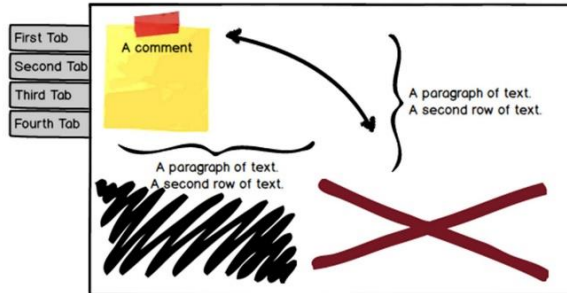 First Tab
Second Tab
Third Tab
Fourth Tab
A comment
A paragraph of text.
A second row of text.
A paragraph of text.
A second row of text.